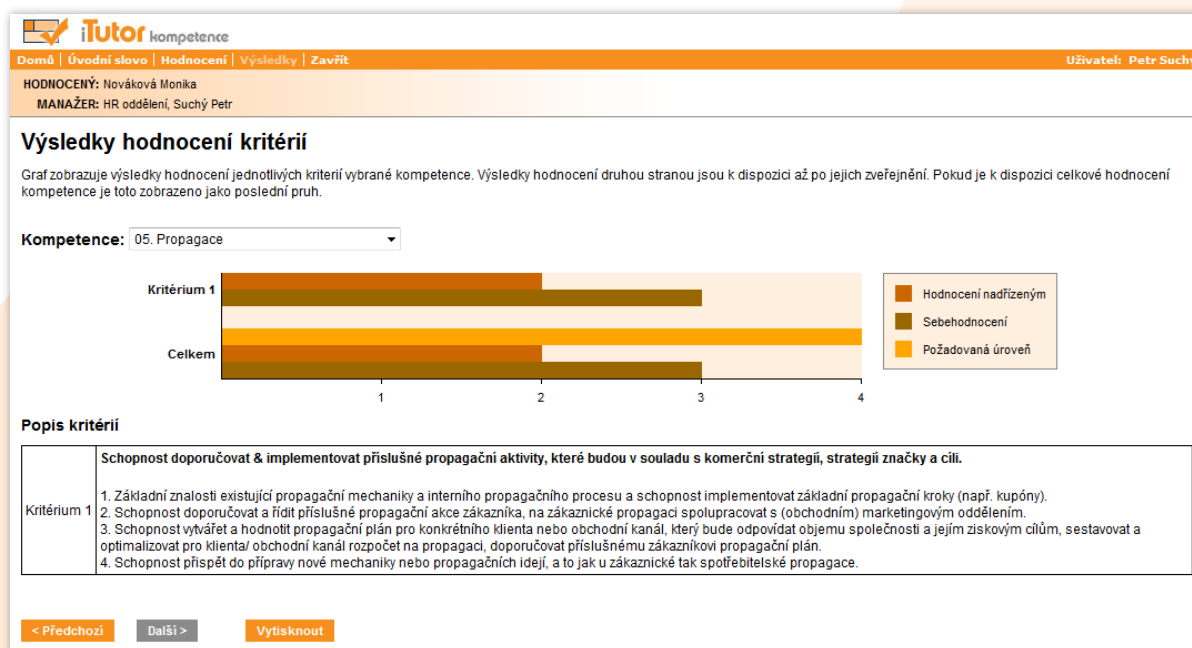 iTutor kompetence
Domů | Úvodní slovo | Hodnocení | Výsledky | Zavřít Uživatel: Petr Suchý
HODNOCENÝ: Nováková Monika
MANAŽER: HR oddělení, Suchý Petr
Výsledky hodnocení kritérií
Graf zobrazuje výsledky hodnocení jednotlivých kriterií vybrané kompetence. Výsledky hodnocení druhou stranou jsou k dispozici až po jejich zveřejnění. Pokud je k dispozici celkové hodnocení
kompetence je toto zobrazeno jako poslední pruh.
Kompetence: 05. Propagace
Kritérium 1
Celkem
1 2 3 4
Hodnocení nadřízeným
Sebehodnocení
Požadovaná úroveň
Popis kritérií
Kritérium 1
Schopnost doporučovat & implementovat příslušné propagační aktivity, které budou v souladu s komerční strategií, strategií značky a cíli.
1. Základní znalosti existující propagační mechaniky a interního propagačního procesu a schopnost implementovat základní propagační kroky (např. kupóny).
2. Schopnost doporučovat a řídit příslušné propagační akce zákazníka, na zákaznické propagaci spolupracovat s (obchodním) marketingovým oddělením.
3. Schopnost vytvářet a hodnotit propagační plán pro konkrétního klienta nebo obchodní kanál, který bude odpovídat objemu společnosti a jejím ziskovým cílům, sestavovat a
optimalizovat pro klienta/ obchodní kanál rozpočet na propagaci, doporučovat příslušnému zákazníkovi propagační plán.
4. Schopnost přispět do přípravy nové mechaniky nebo propagačních idejí, a to jak u zákaznické tak spotřebitelské propagace.
< Předchozí Další > Vytisknout